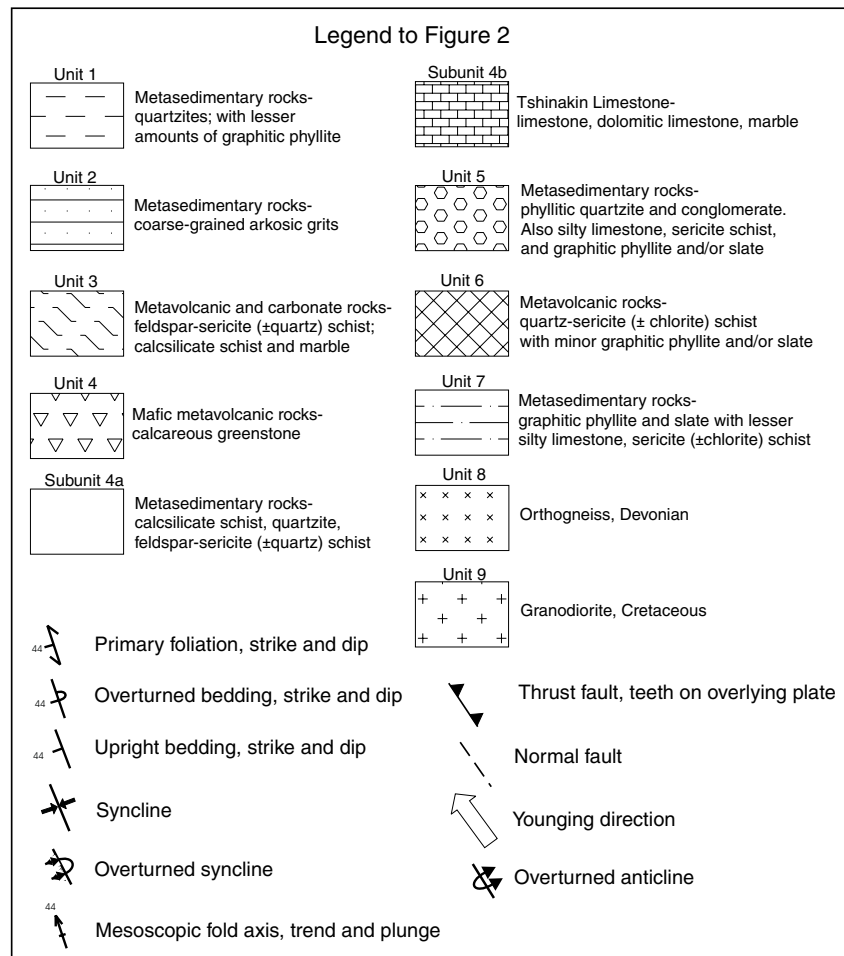 Legend to Figure 2
Unit 1
Metasedimentary rocks-
quartzites; with lesser
amounts of graphitic phyllite
Unit 2
Metasedimentary rocks-
coarse-grained arkosic grits
Unit 3
Metavolcanic and carbonate rocks-
feldspar-sericite (±quartz) schist;
calcsilicate schist and marble
Unit 4
Mafic metavolcanic rocks-
calcareous greenstone
Subunit 4a
Metasedimentary rocks-
calcsilicate schist, quartzite,
feldspar-sericite (±quartz) schist
Subunit 4b
Tshinakin Limestone-
limestone, dolomitic limestone, marble
Unit 5
Metasedimentary rocks-
phyllitic quartzite and conglomerate.
Also silty limestone, sericite schist,
and graphitic phyllite and/or slate
Unit 6
Metavolcanic rocks-
quartz-sericite (± chlorite) schist
with minor graphitic phyllite and/or slate
Unit 7
Metasedimentary rocks-
graphitic phyllite and slate with lesser
silty limestone, sericite (±chlorite) schist
Unit 8
Orthogneiss, Devonian
Unit 9
Granodiorite, Cretaceous
44
Primary foliation, strike and dip
44
Overturned bedding, strike and dip
44
Upright bedding, strike and dip
Syncline
Overturned syncline
44
Mesoscopic fold axis, trend and plunge
Thrust fault, teeth on overlying plate
Normal fault
Younging direction
Overturned anticline